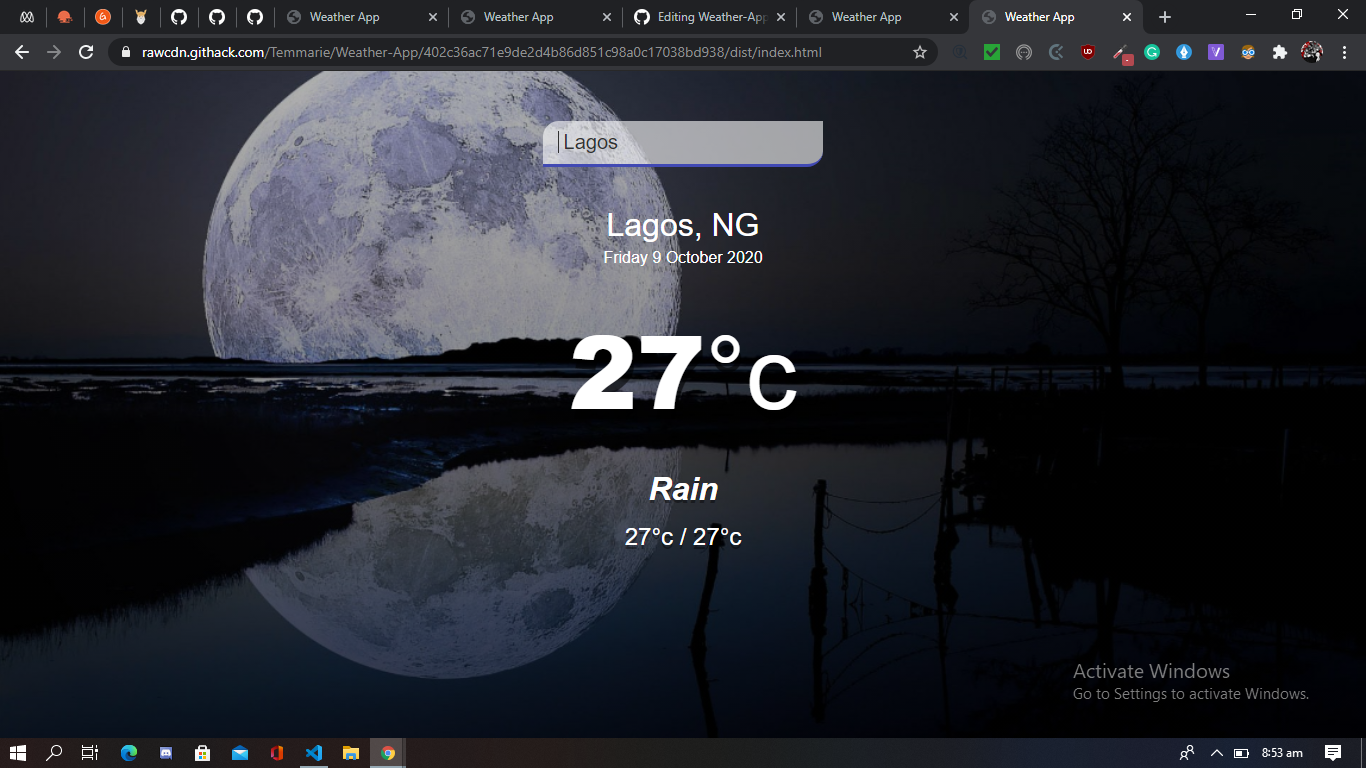 Weather App
Weather App
Editing Weather-App
Weather App
Weather App
rawcdn.githack.com/Temmarie/Weather-App/402c36ac71e9de2d4b86d851c98a0c17038bd938/dist/index.html
Lagos
Lagos, NG
Friday 9 October 2020
27°c
Rain
27°c / 27°c
Activate Windows
Go to Settings to activate Windows.
8:53 am